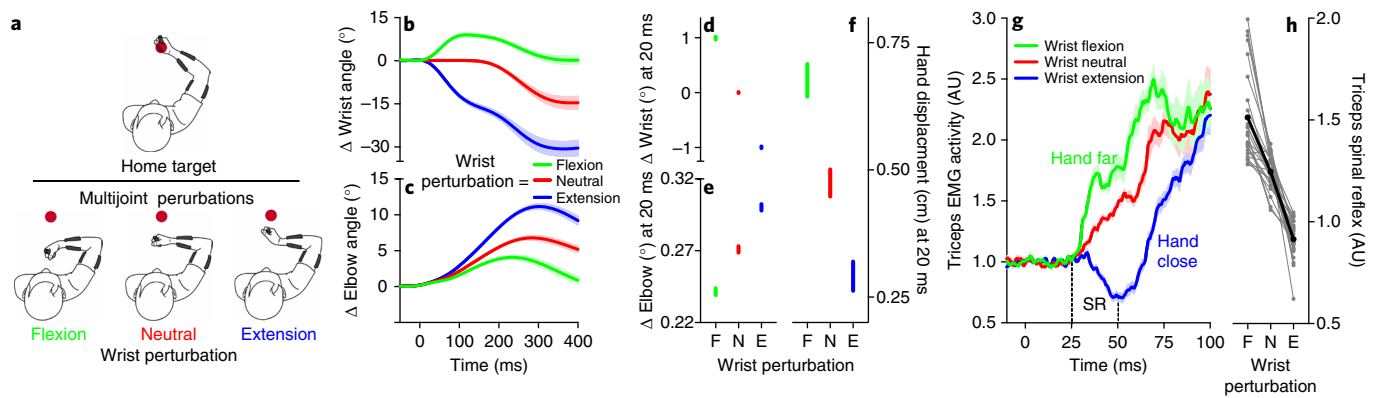 a
Home target
Multijoint perurbations
Flexion
Neutral
Extension
Wrist perturbation
b
Δ Wrist angle (°)
15
0
−15
−30
Wrist
perturbation =
Flexion
Neutral
Extension
c
Δ Elbow angle (°)
15
10
5
0
0
100
200
300
400
Time (ms)
d
Δ Wrist (°) at 20 ms
1
0
−1
e
Δ Elbow (°) at 20 ms
0.32
0.27
0.22
F N E
f
Hand displacement (cm) at 20 ms
0.75
0.50
0.25
F N E
Wrist perturbation
g
Triceps EMG activity (AU)
3.0
2.5
2.0
1.5
1.0
0.5
Wrist flexion
Wrist neutral
Wrist extension
Hand far
Hand
close
SR
0
25
50
75
100
Time (ms)
h
Triceps spinal reflex
(AU)
2.0
1.5
1.0
0.5
F N E
Wrist
perturbation